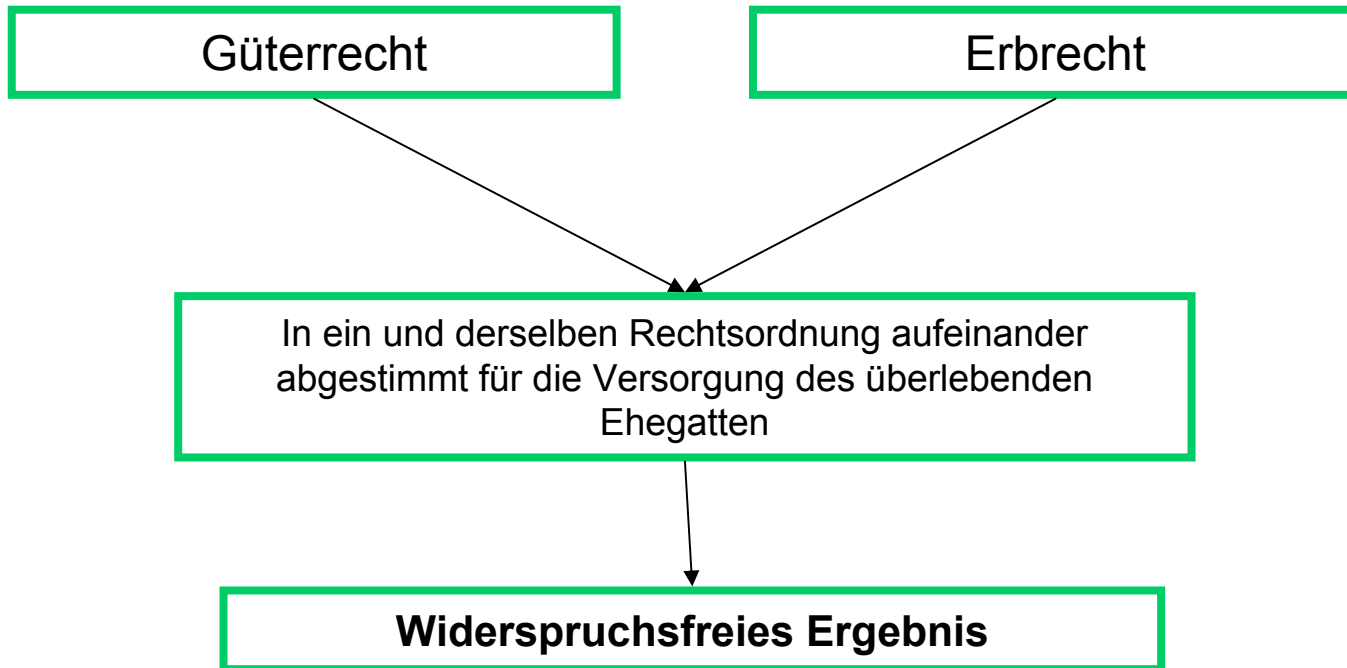 Güterrecht
Erbrecht
In ein und derselben Rechtsordnung aufeinander
abgestimmt für die Versorgung des überlebenden
Ehegatten
Widerspruchsfreies Ergebnis